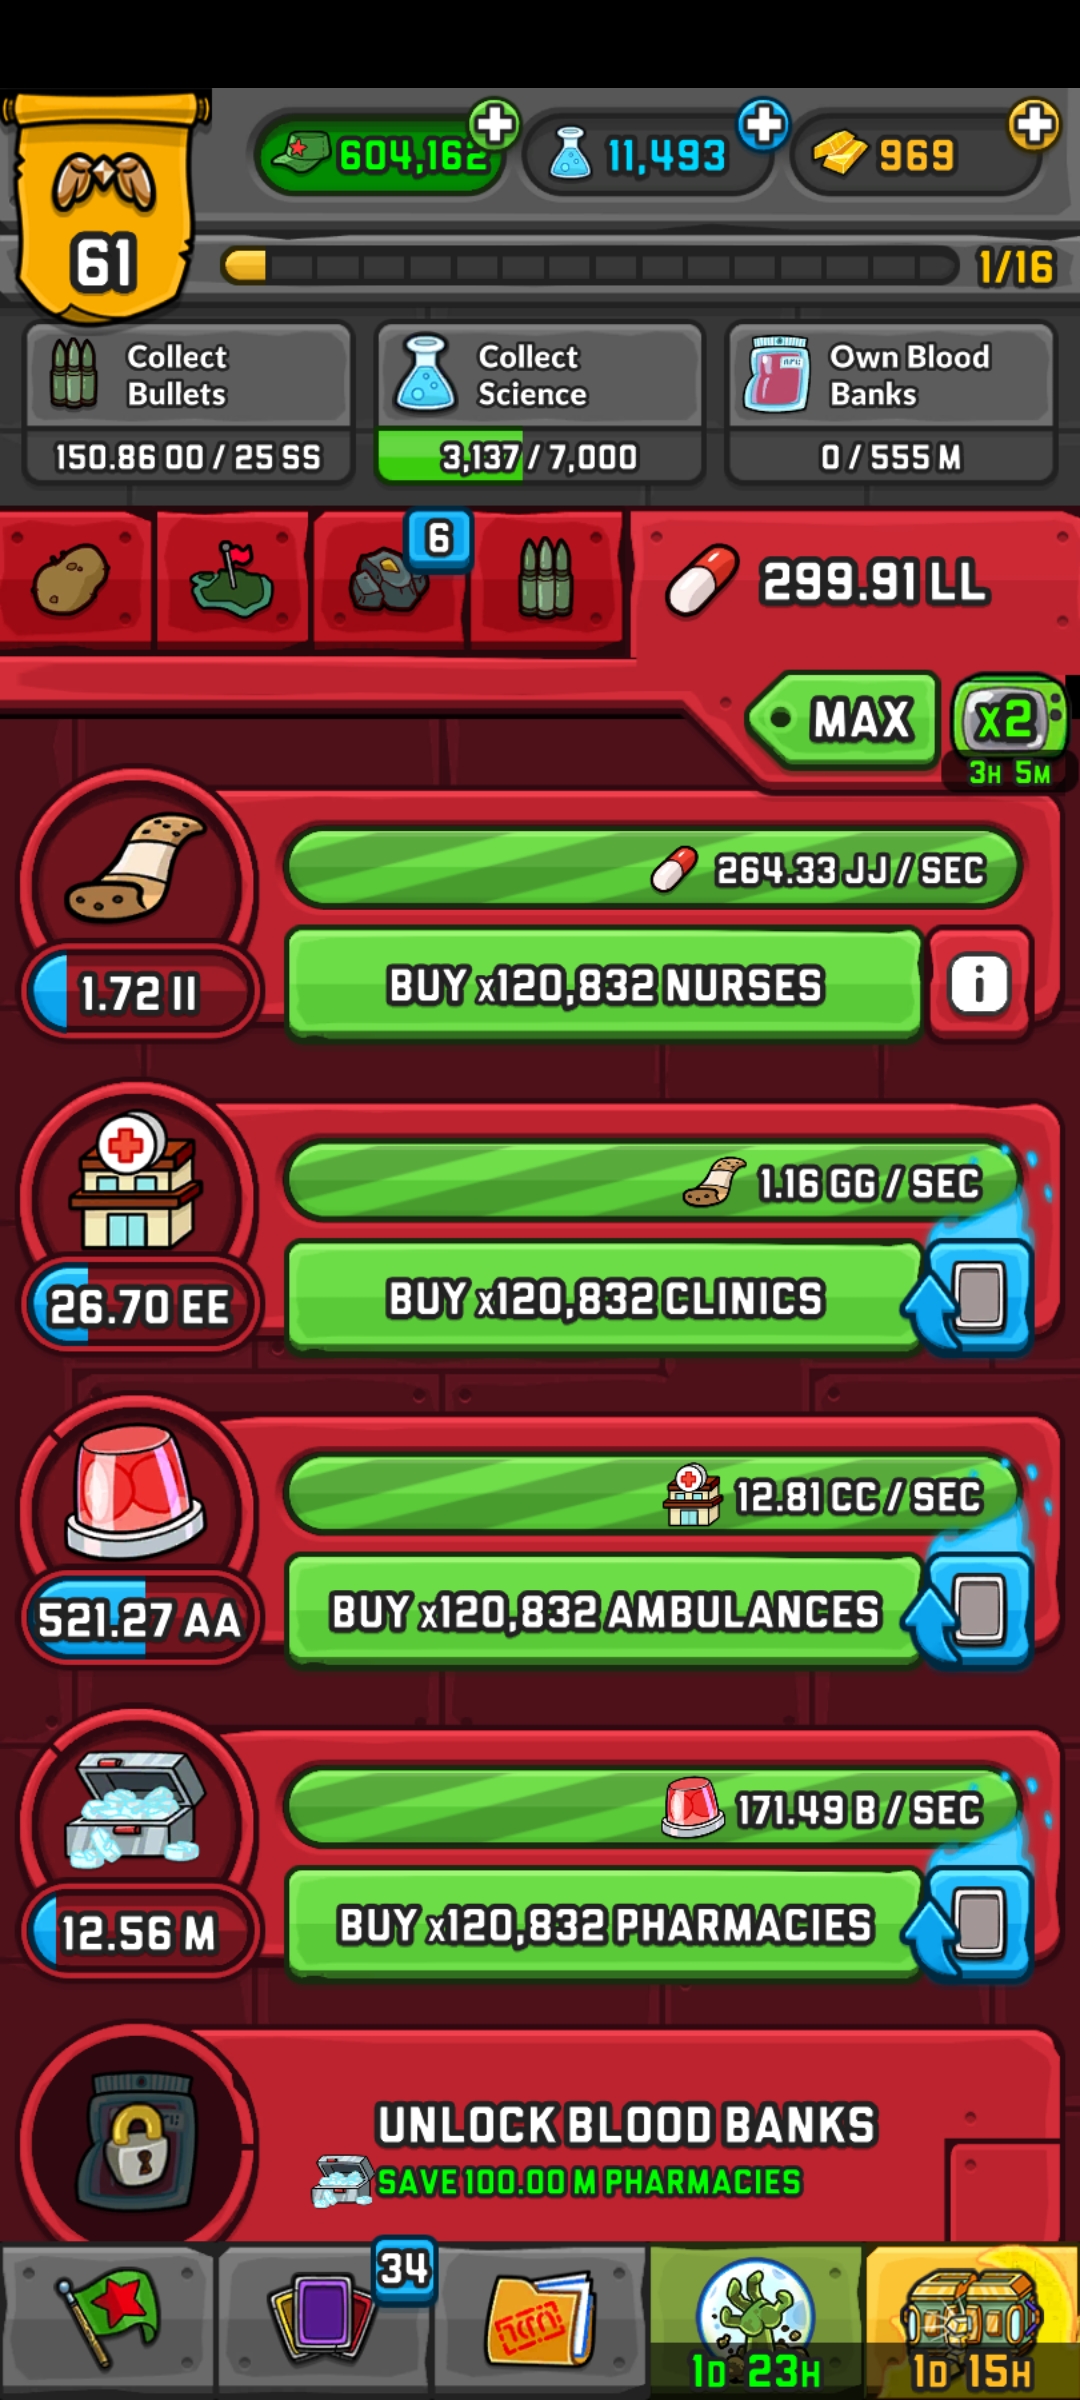 604,162
11,493
969
61
1/16
Collect
Bullets
150.86 OO / 25 SS
Collect
Science
3,137 / 7,000
Own Blood
Banks
0 / 555 M
6
299.91 LL
MAX
x2
3H 5M
264.33 JJ / SEC
1.72 II
BUY x120,832 NURSES
i
1.16 GG / SEC
26.70 EE
BUY x120,832 CLINICS
12.81 CC / SEC
521.27 AA
BUY x120,832 AMBULANCES
171.49 B / SEC
12.56 M
BUY x120,832 PHARMACIES
UNLOCK BLOOD BANKS
SAVE 100.00 M PHARMACIES
34
1D 23H
1D 15H